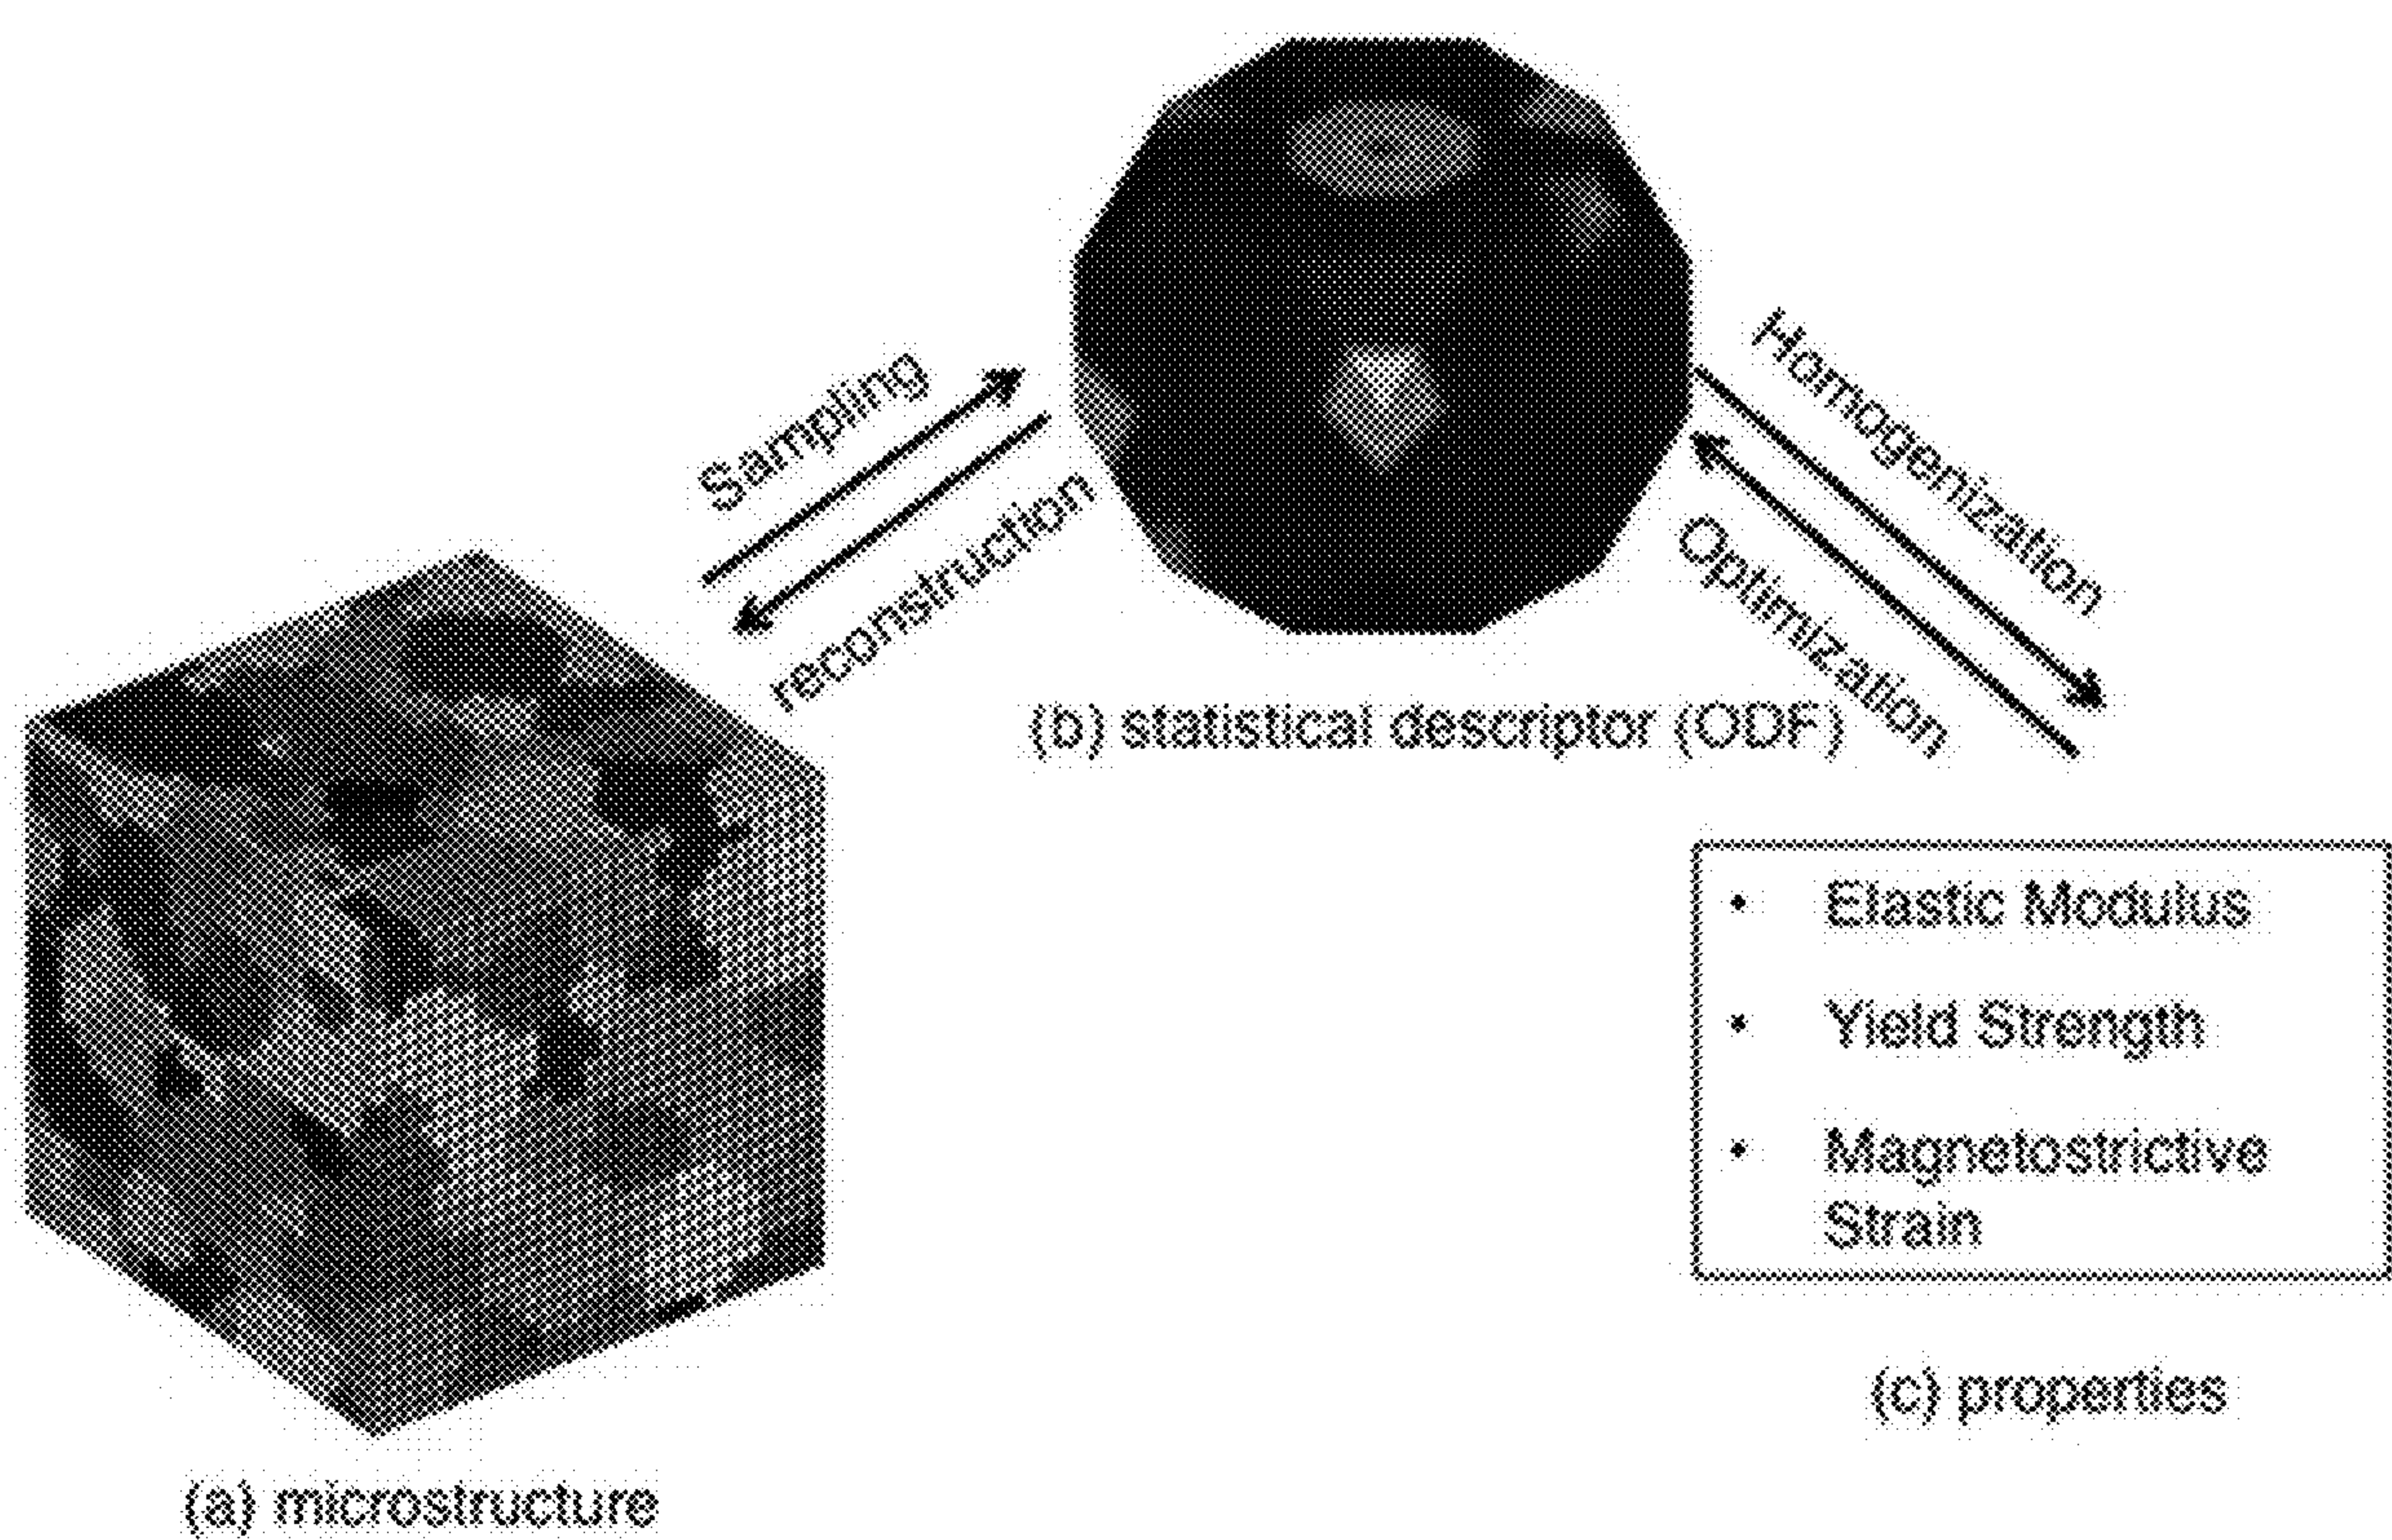 Sampling
reconstruction
Homogenization
Optimization
(b) statistical descriptor (ODF)
• Elastic Modulus
• Yield Strength
• Magnetostrictive
Strain
(c) properties
(a) microstructure